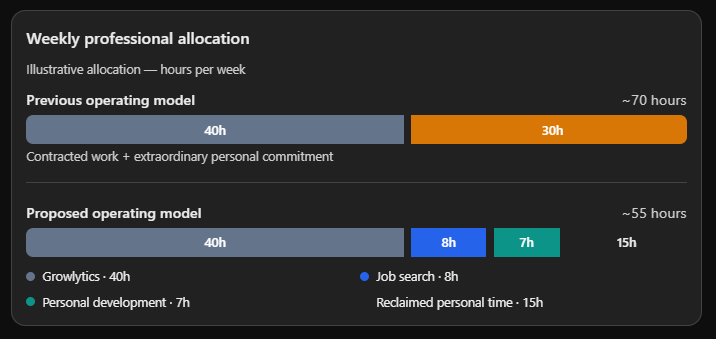 Weekly professional allocation
Illustrative allocation — hours per week
Previous operating model ~70 hours
40h 30h
Contracted work + extraordinary personal commitment
Proposed operating model ~55 hours
40h 8h 7h 15h
Growlytics · 40h Job search · 8h
Personal development · 7h Reclaimed personal time · 15h